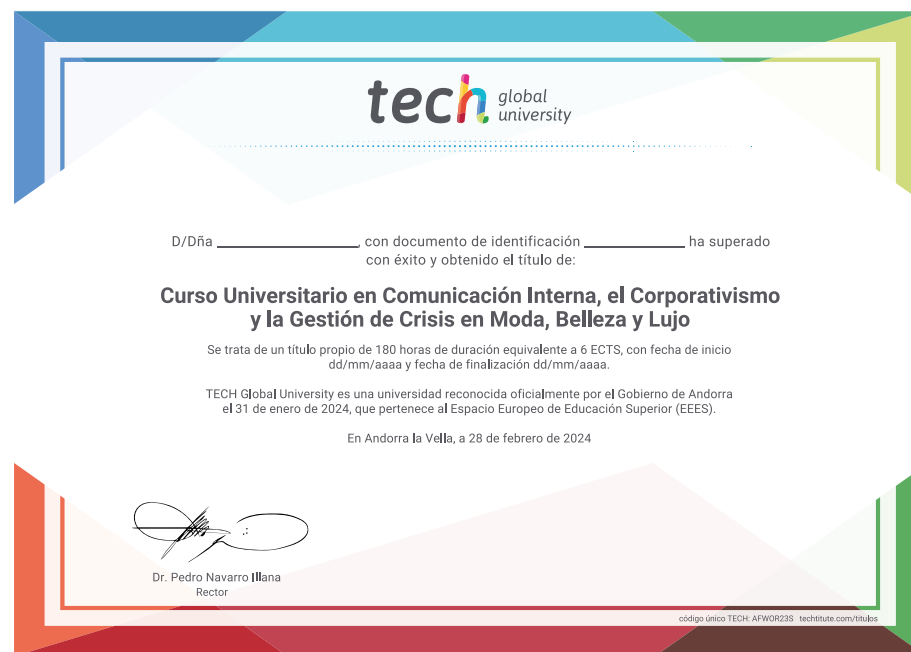 tech global
university
D/Dña ____________________, con documento de identificación ______________ ha superado
con éxito y obtenido el título de:
Curso Universitario en Comunicación Interna, el Corporativismo
y la Gestión de Crisis en Moda, Belleza y Lujo
Se trata de un título propio de 180 horas de duración equivalente a 6 ECTS, con fecha de inicio
dd/mm/aaaa y fecha de finalización dd/mm/aaaa.
TECH Global University es una universidad reconocida oficialmente por el Gobierno de Andorra
el 31 de enero de 2024, que pertenece al Espacio Europeo de Educación Superior (EEES).
En Andorra la Vella, a 28 de febrero de 2024
Dr. Pedro Navarro Illana
Rector
código único TECH: AFWOR23S techtitute.com/titulos